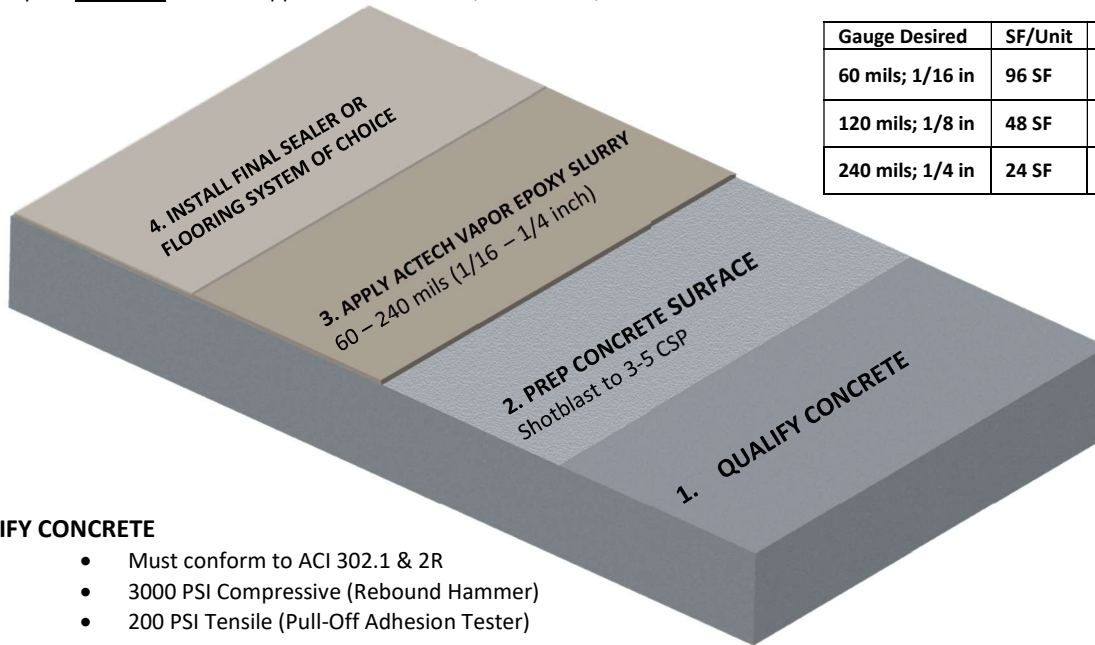 Gauge Desired SF/Unit
60 mils; 1/16 in 96 SF
120 mils; 1/8 in 48 SF
240 mils; 1/4 in 24 SF
4. INSTALL FINAL SEALER OR
FLOORING SYSTEM OF CHOICE
3. APPLY ACTECH VAPOR EPOXY SLURRY
60 – 240 mils (1/16 – 1/4 inch)
2. PREP CONCRETE SURFACE
Shotblast to 3-5 CSP
1. QUALIFY CONCRETE
IFY CONCRETE
• Must conform to ACI 302.1 & 2R
• 3000 PSI Compressive (Rebound Hammer)
• 200 PSI Tensile (Pull-Off Adhesion Tester)